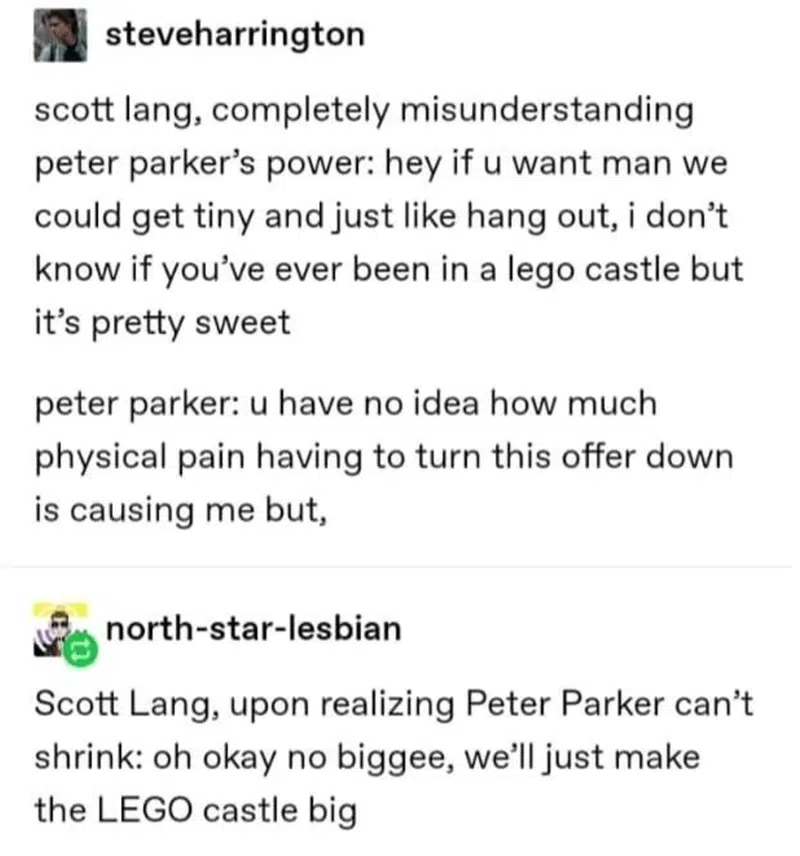 steveharrington
scott lang, completely misunderstanding
peter parker’s power: hey if u want man we
could get tiny and just like hang out, i don’t
know if you’ve ever been in a lego castle but
it’s pretty sweet
peter parker: u have no idea how much
physical pain having to turn this offer down
is causing me but,
north-star-lesbian
Scott Lang, upon realizing Peter Parker can’t
shrink: oh okay no biggee, we’ll just make
the LEGO castle big